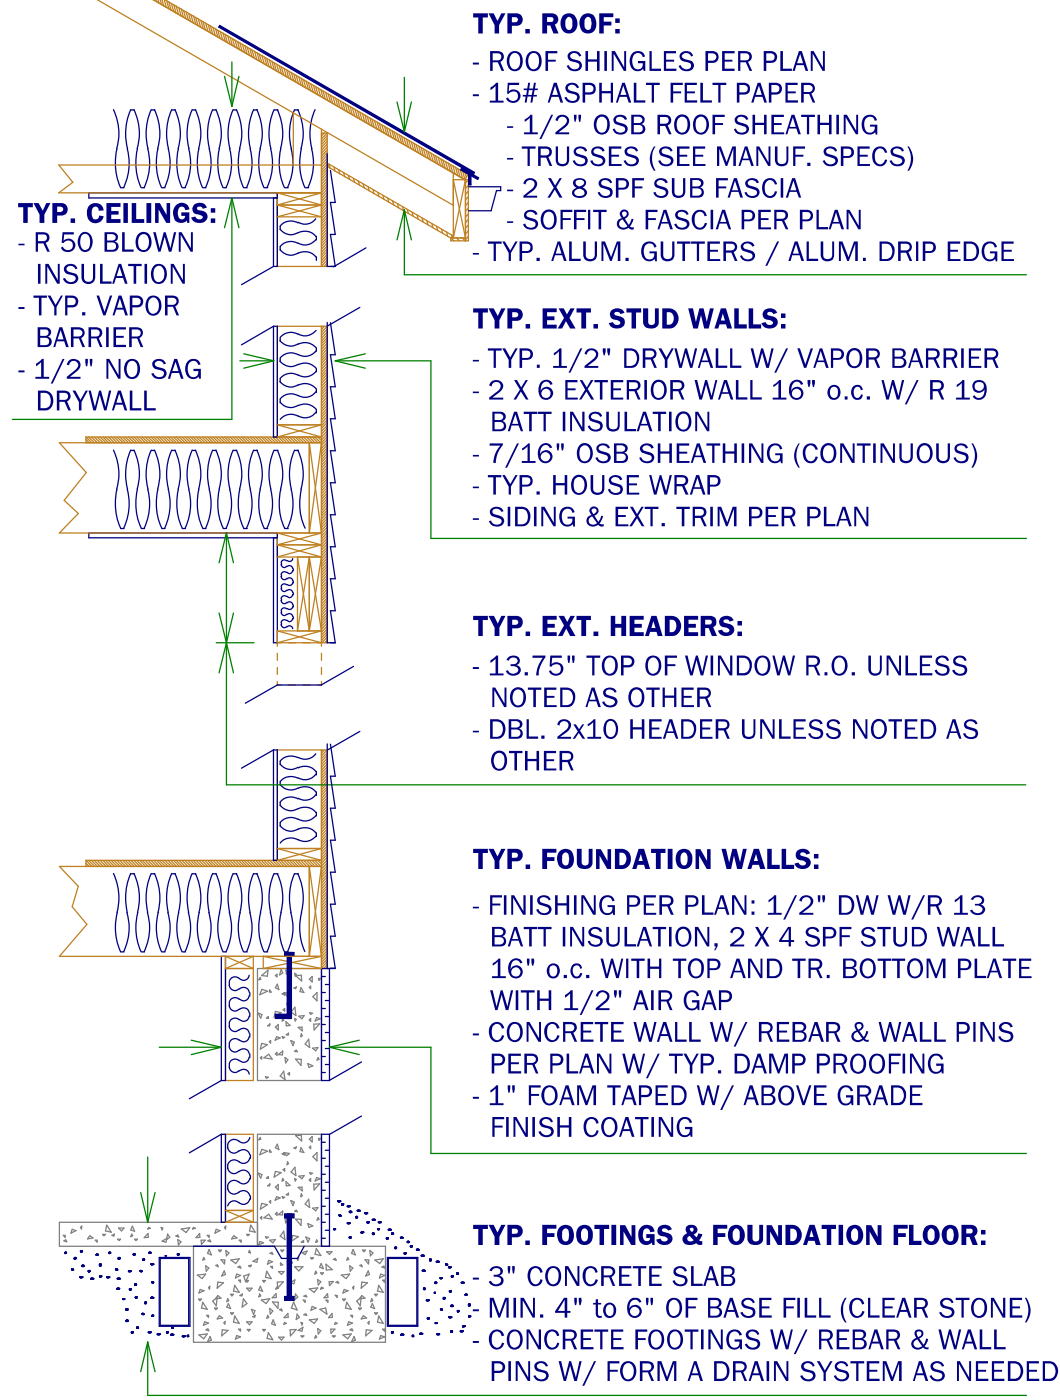 TYP. ROOF:
- ROOF SHINGLES PER PLAN
- 15# ASPHALT FELT PAPER
- 1/2" OSB ROOF SHEATHING
- TRUSSES (SEE MANUF. SPECS)
- 2 X 8 SPF SUB FASCIA
- SOFFIT & FASCIA PER PLAN
- TYP. ALUM. GUTTERS / ALUM. DRIP EDGE
TYP. CEILINGS:
- R 50 BLOWN
INSULATION
- TYP. VAPOR
BARRIER
- 1/2" NO SAG
DRYWALL
TYP. EXT. STUD WALLS:
- TYP. 1/2" DRYWALL W/ VAPOR BARRIER
- 2 X 6 EXTERIOR WALL 16" o.c. W/ R 19
BATT INSULATION
- 7/16" OSB SHEATHING (CONTINUOUS)
- TYP. HOUSE WRAP
- SIDING & EXT. TRIM PER PLAN
TYP. EXT. HEADERS:
- 13.75" TOP OF WINDOW R.O. UNLESS
NOTED AS OTHER
- DBL. 2x10 HEADER UNLESS NOTED AS
OTHER
TYP. FOUNDATION WALLS:
- FINISHING PER PLAN: 1/2" DW W/R 13
BATT INSULATION, 2 X 4 SPF STUD WALL
16" o.c. WITH TOP AND TR. BOTTOM PLATE
WITH 1/2" AIR GAP
- CONCRETE WALL W/ REBAR & WALL PINS
PER PLAN W/ TYP. DAMP PROOFING
- 1" FOAM TAPED W/ ABOVE GRADE
FINISH COATING
TYP. FOOTINGS & FOUNDATION FLOOR:
- 3" CONCRETE SLAB
- MIN. 4" to 6" OF BASE FILL (CLEAR STONE)
- CONCRETE FOOTINGS W/ REBAR & WALL
PINS W/ FORM A DRAIN SYSTEM AS NEEDED